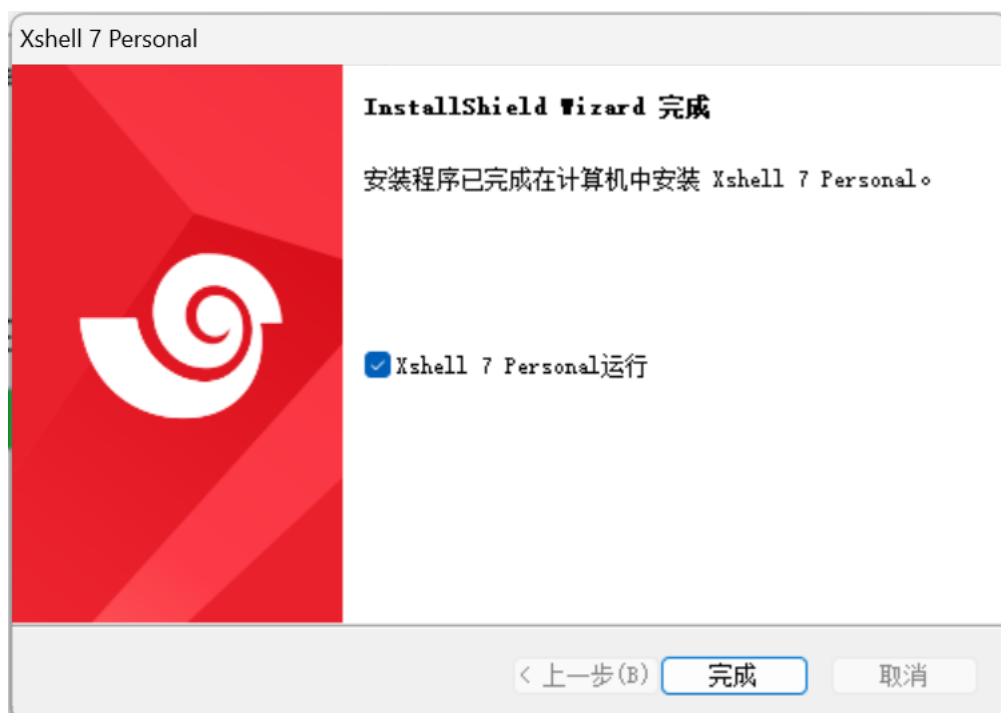 Xshell 7 Personal
InstallShield Wizard 完成
安装程序已完成在计算机中安装 Xshell 7 Personal。
Xshell 7 Personal运行
< 上一步(B)
完成
取消